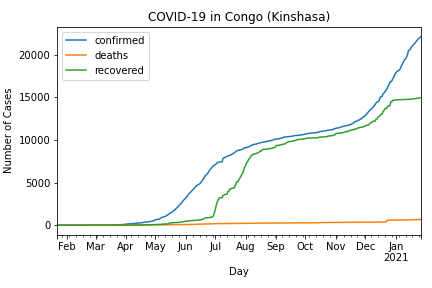 COVID-19 in Congo (Kinshasa)
confirmed
deaths
recovered
Number of Cases
20000
15000
10000
5000
0
Feb Mar Apr May Jun Jul Aug Sep Oct Nov Dec Jan
2021
Day